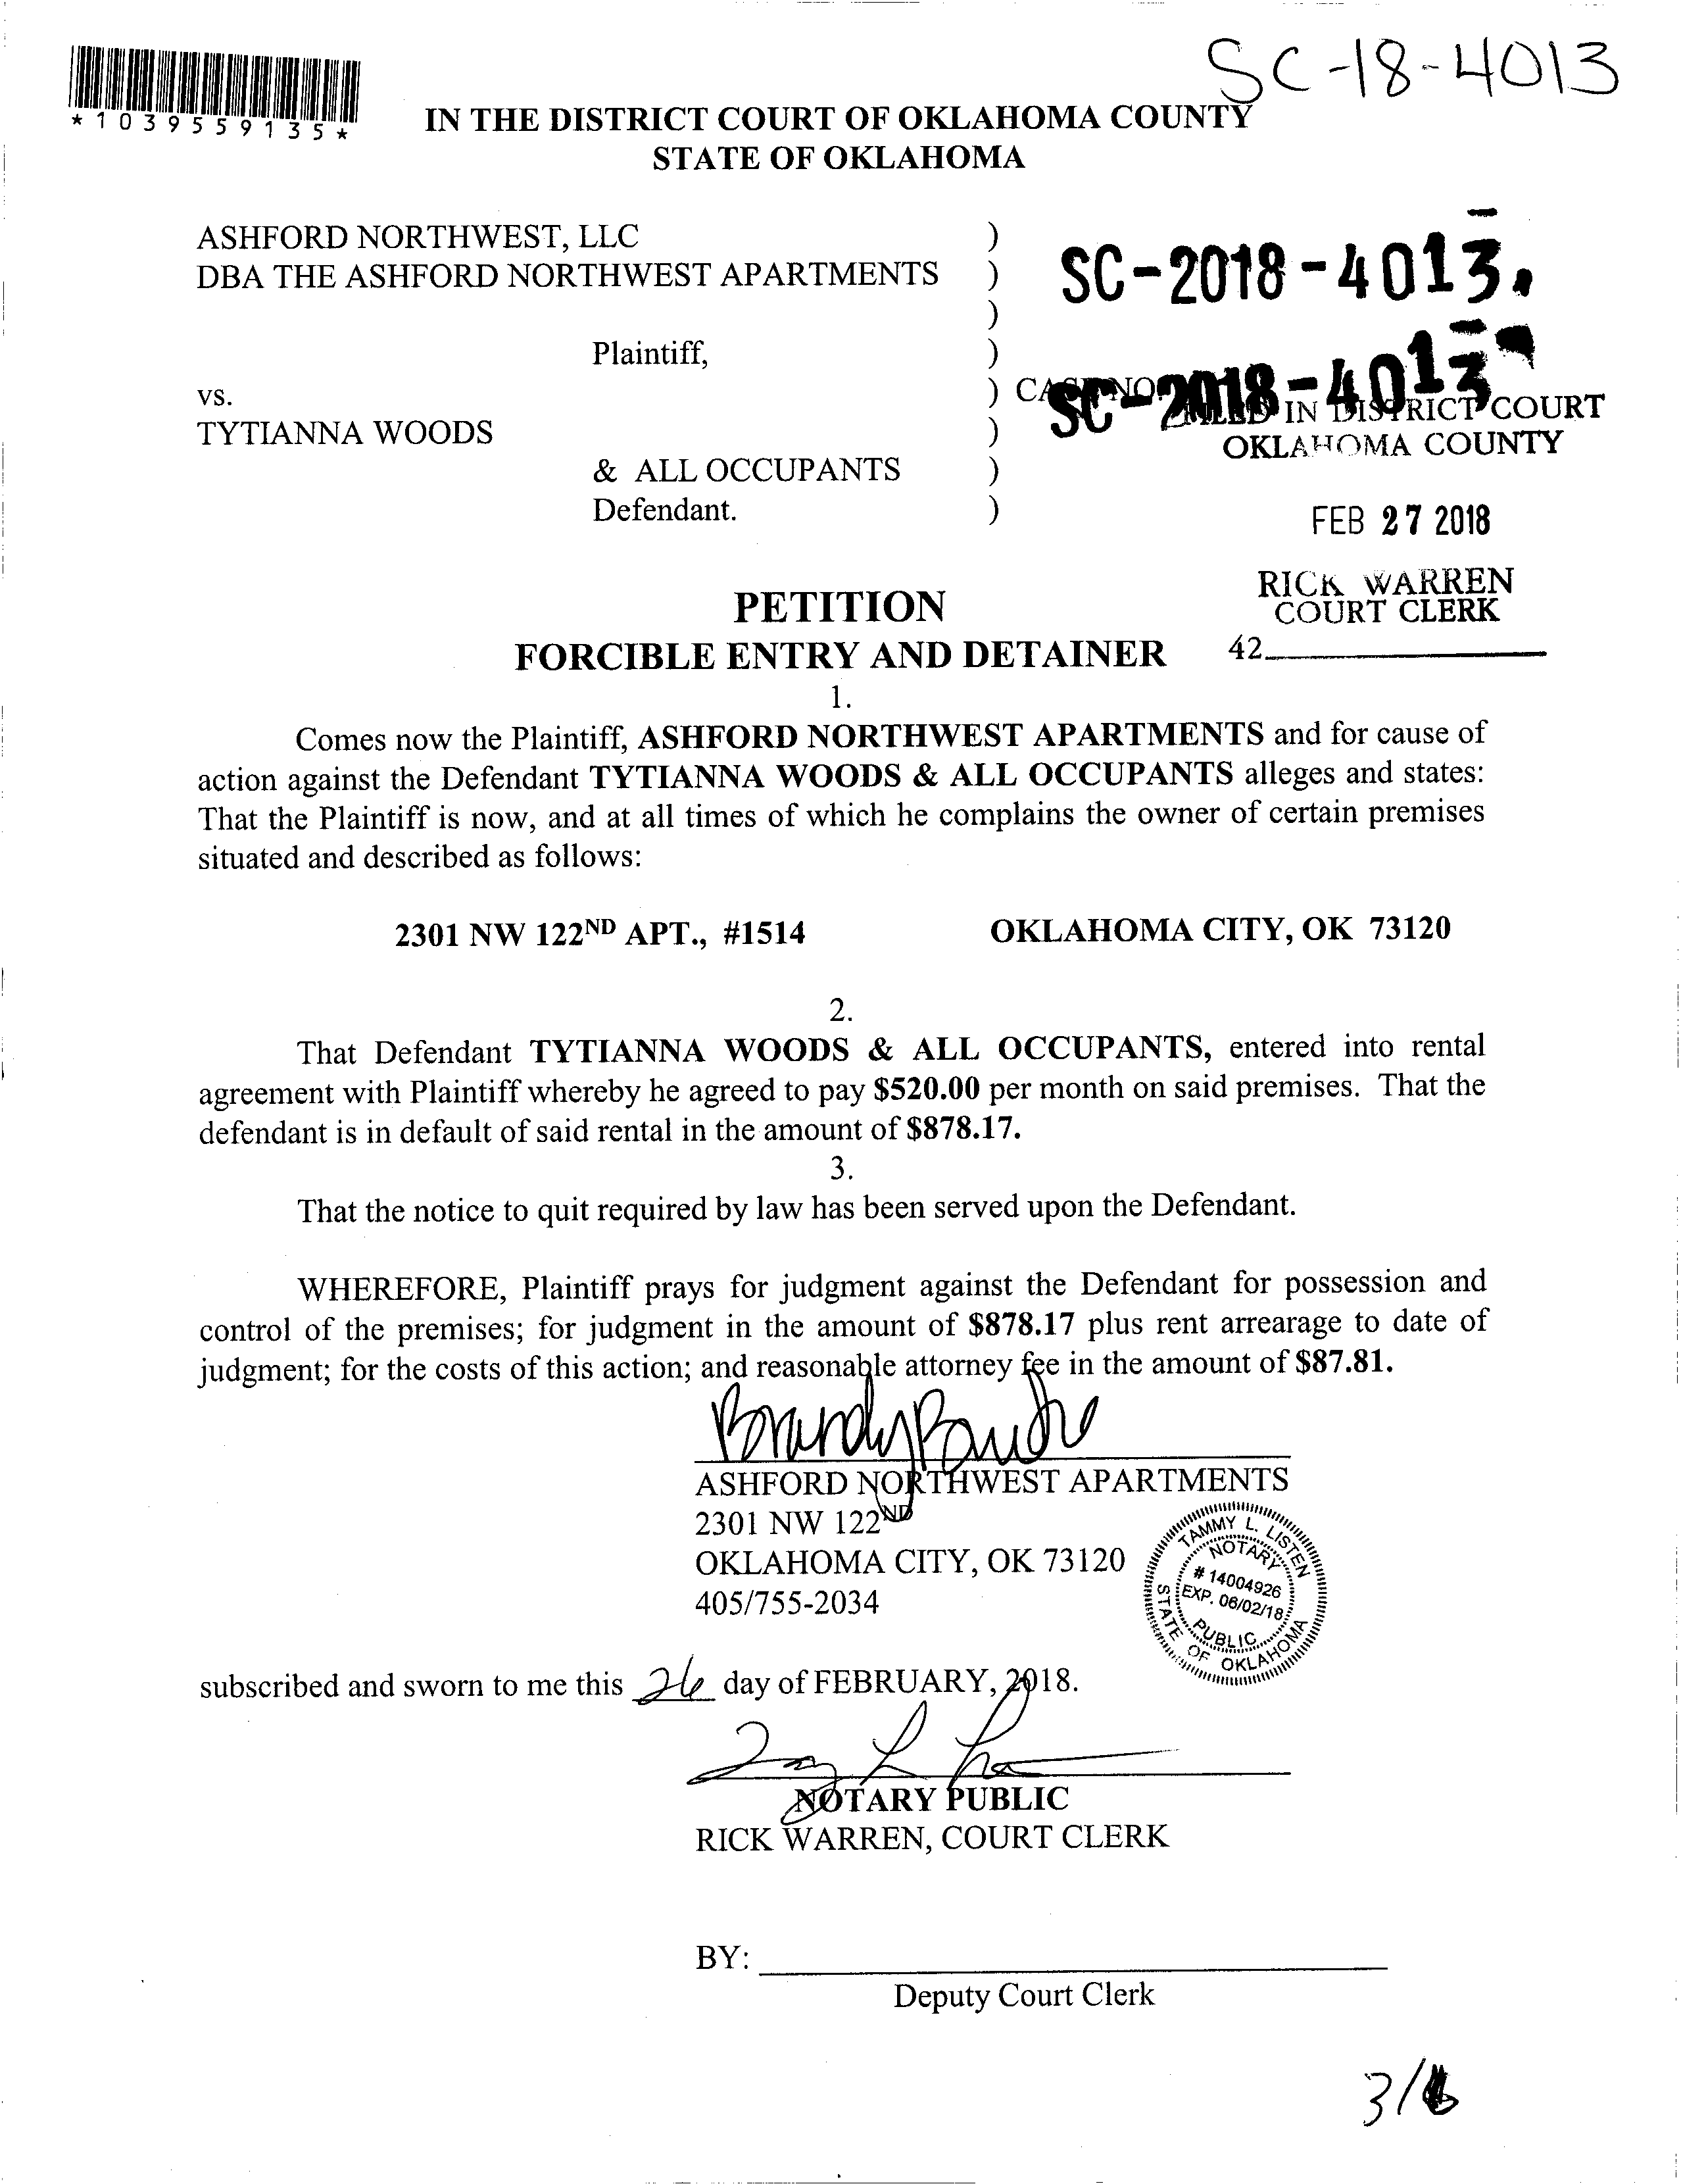 SC-18-4013
*1039559135*
IN THE DISTRICT COURT OF OKLAHOMA COUNTY
STATE OF OKLAHOMA
ASHFORD NORTHWEST, LLC )
DBA THE ASHFORD NORTHWEST APARTMENTS )
SC-2018-4013
)
Plaintiff, )
vs. ) CASE NO
SC-2018-4013
FILED IN DISTRICT COURT
TYTIANNA WOODS )
OKLAHOMA COUNTY
& ALL OCCUPANTS )
Defendant. )
FEB 27 2018
RICK WARREN
COURT CLERK
42
PETITION
FORCIBLE ENTRY AND DETAINER
1.
Comes now the Plaintiff, ASHFORD NORTHWEST APARTMENTS and for cause of
action against the Defendant TYTIANNA WOODS & ALL OCCUPANTS alleges and states:
That the Plaintiff is now, and at all times of which he complains the owner of certain premises
situated and described as follows:
2301 NW 122ND APT., #1514 OKLAHOMA CITY, OK 73120
2.
That Defendant TYTIANNA WOODS & ALL OCCUPANTS, entered into rental
agreement with Plaintiff whereby he agreed to pay $520.00 per month on said premises. That the
defendant is in default of said rental in the amount of $878.17.
3.
That the notice to quit required by law has been served upon the Defendant.
WHEREFORE, Plaintiff prays for judgment against the Defendant for possession and
control of the premises; for judgment in the amount of $878.17 plus rent arrearage to date of
judgment; for the costs of this action; and reasonable attorney fee in the amount of $87.81.
ASHFORD NORTHWEST APARTMENTS
2301 NW 122ND
OKLAHOMA CITY, OK 73120
405/755-2034
TAMMY L. LISTEN
NOTARY
# 14004926
EXP. 06/02/18
PUBLIC
STATE OF OKLAHOMA
subscribed and sworn to me this 26 day of FEBRUARY, 2018.
NOTARY PUBLIC
RICK WARREN, COURT CLERK
BY:
Deputy Court Clerk